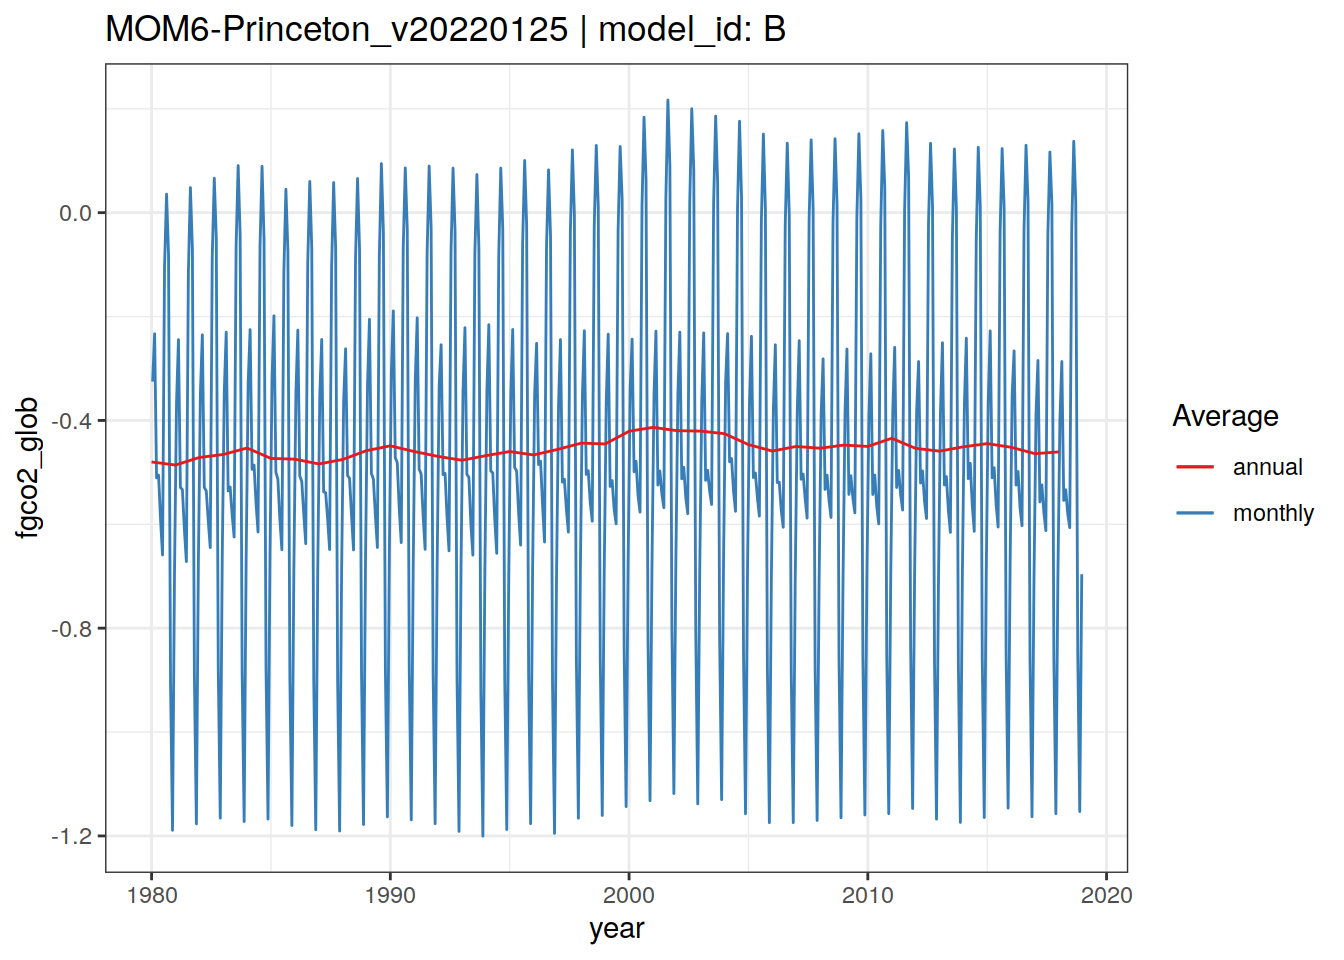 MOM6-Princeton_v20220125 | model_id: B
fgco2_glob
0.0
-0.4
-0.8
-1.2
1980
1990
2000
2010
2020
year
Average
annual
monthly